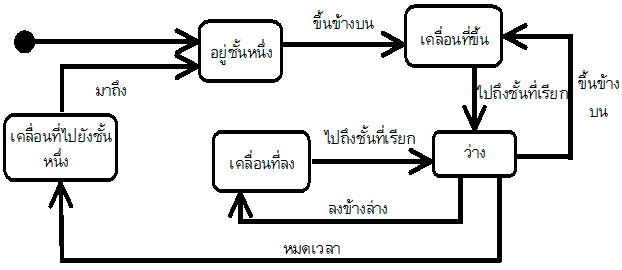 ขึ้นข้างบน
อยู่ชั้นหนึ่ง
เคลื่อนที่ขึ้น
มาถึง
ไปถึงชั้นที่เรียก
ขึ้นข้าง
บน
เคลื่อนที่ไปยังชั้น
หนึ่ง
ไปถึงชั้นที่เรียก
เคลื่อนที่ลง
ว่าง
ลงข้างล่าง
หมดเวลา